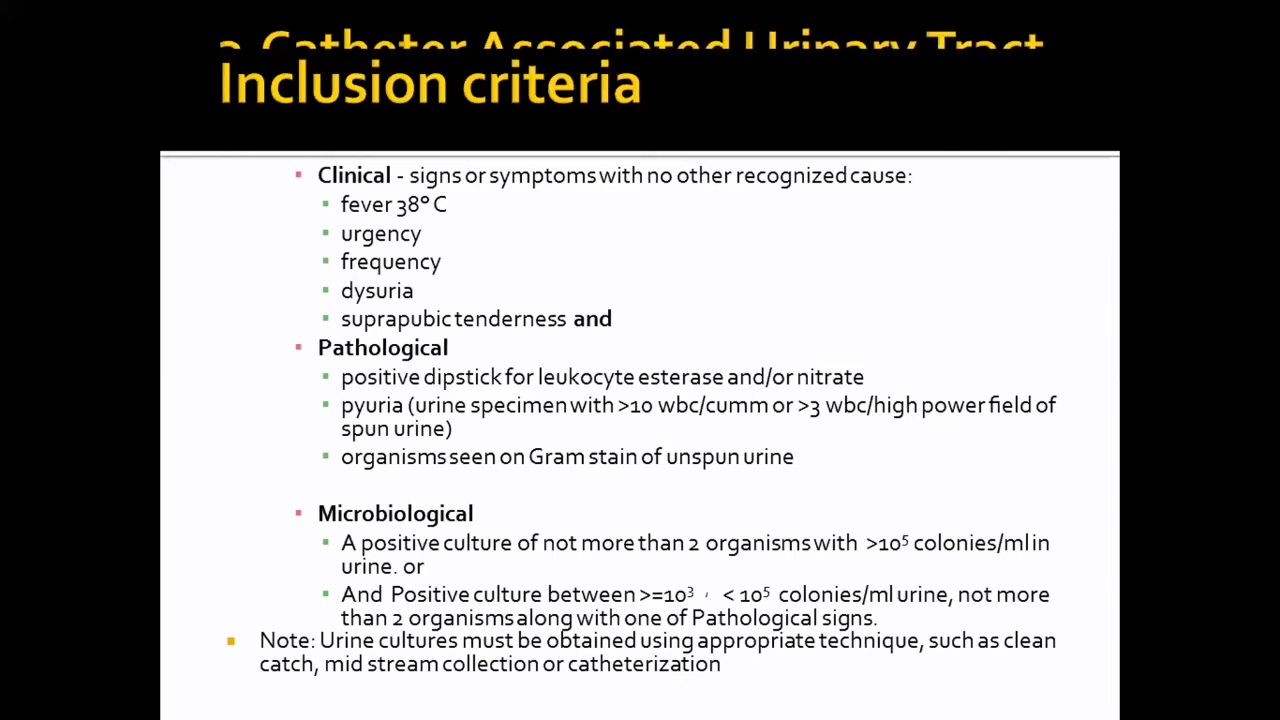 a-Catheter Associated Urinary Tract
Inclusion criteria
Clinical - signs or symptoms with no other recognized cause:
fever 38° C
urgency
frequency
dysuria
suprapubic tenderness and
Pathological
positive dipstick for leukocyte esterase and/or nitrate
pyuria (urine specimen with >10 wbc/cumm or >3 wbc/high power field of
spun urine)
organisms seen on Gram stain of unspun urine
Microbiological
A positive culture of not more than 2 organisms with >10⁵ colonies/ml in
urine. or
And Positive culture between >=10³ , < 10⁵ colonies/ml urine, not more
than 2 organisms along with one of Pathological signs.
Note: Urine cultures must be obtained using appropriate technique, such as clean
catch, mid stream collection or catheterization